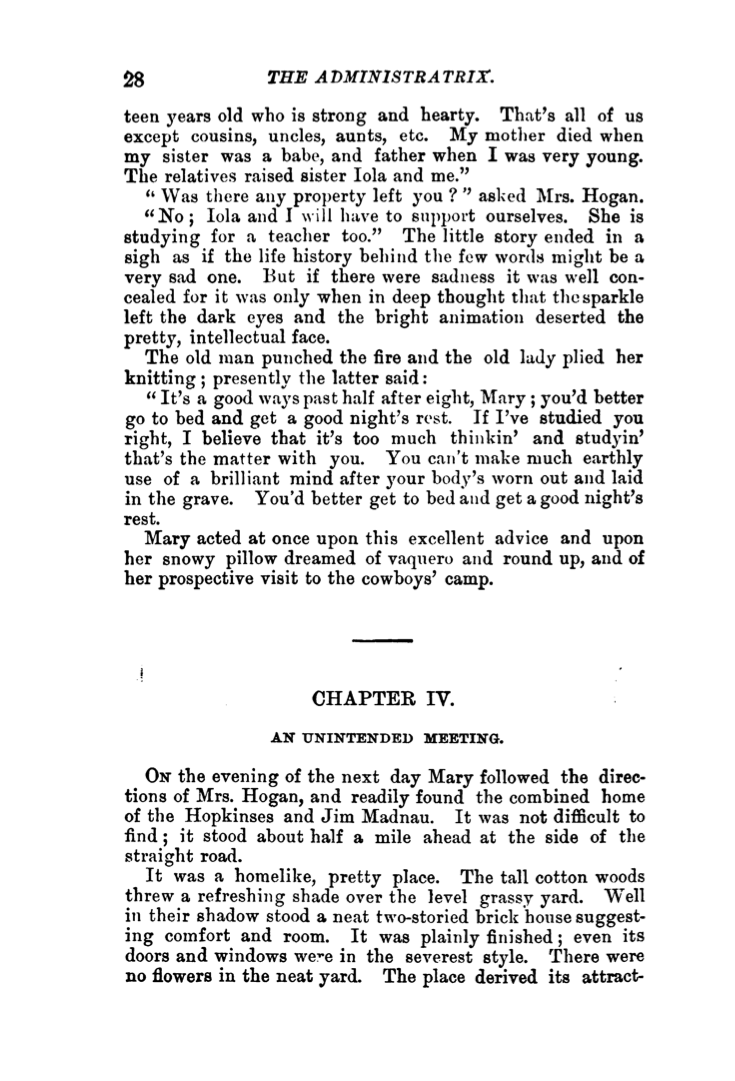 28 THE ADMINISTRATRIX.
teen years old who is strong and hearty. That's all of us
except cousins, uncles, aunts, etc. My mother died when
my sister was a babe, and father when I was very young.
The relatives raised sister Iola and me."
"Was there any property left you?" asked Mrs. Hogan.
"No; Iola and I will have to support ourselves. She is
studying for a teacher too." The little story ended in a
sigh as if the life history behind the few words might be a
very sad one. But if there were sadness it was well con-
cealed for it was only when in deep thought that the sparkle
left the dark eyes and the bright animation deserted the
pretty, intellectual face.
The old man punched the fire and the old lady plied her
knitting; presently the latter said:
"It's a good ways past half after eight, Mary; you'd better
go to bed and get a good night's rest. If I've studied you
right, I believe that it's too much thinkin' and studyin'
that's the matter with you. You can't make much earthly
use of a brilliant mind after your body's worn out and laid
in the grave. You'd better get to bed and get a good night's
rest.
Mary acted at once upon this excellent advice and upon
her snowy pillow dreamed of vaquero and round up, and of
her prospective visit to the cowboys' camp.
CHAPTER IV.
AN UNINTENDED MEETING.
ON the evening of the next day Mary followed the direc-
tions of Mrs. Hogan, and readily found the combined home
of the Hopkinses and Jim Madnau. It was not difficult to
find; it stood about half a mile ahead at the side of the
straight road.
It was a homelike, pretty place. The tall cotton woods
threw a refreshing shade over the level grassy yard. Well
in their shadow stood a neat two-storied brick house suggest-
ing comfort and room. It was plainly finished; even its
doors and windows were in the severest style. There were
no flowers in the neat yard. The place derived its attract-